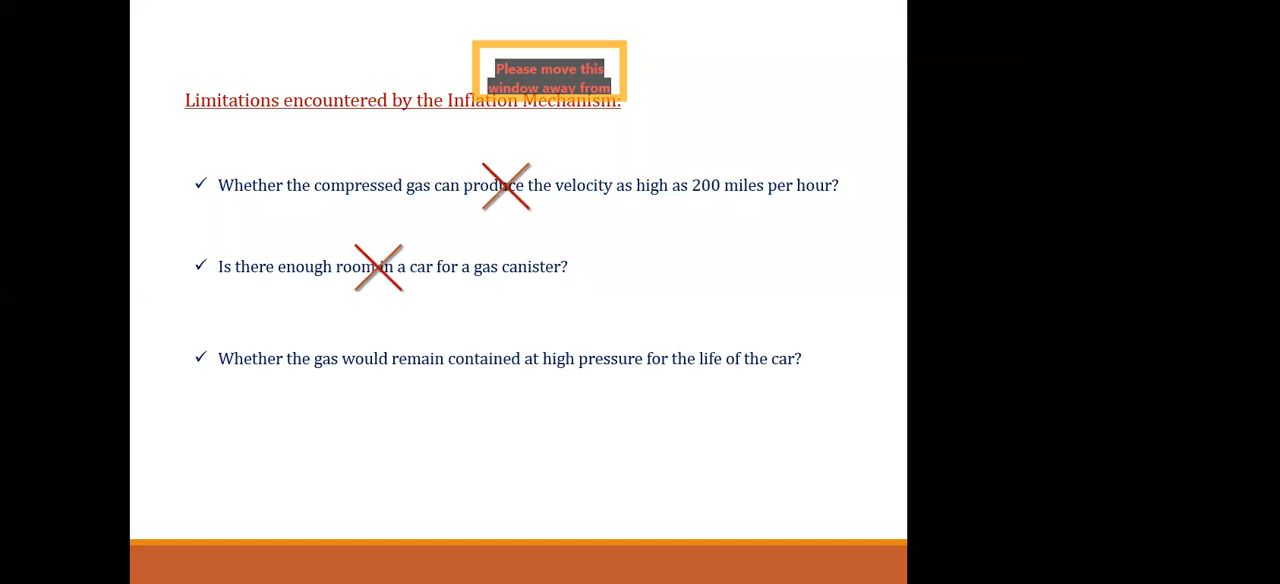 Please move this
window away from
Limitations encountered by the Inflation Mechanism:
✓ Whether the compressed gas can produce the velocity as high as 200 miles per hour?
✓ Is there enough room in a car for a gas canister?
✓ Whether the gas would remain contained at high pressure for the life of the car?